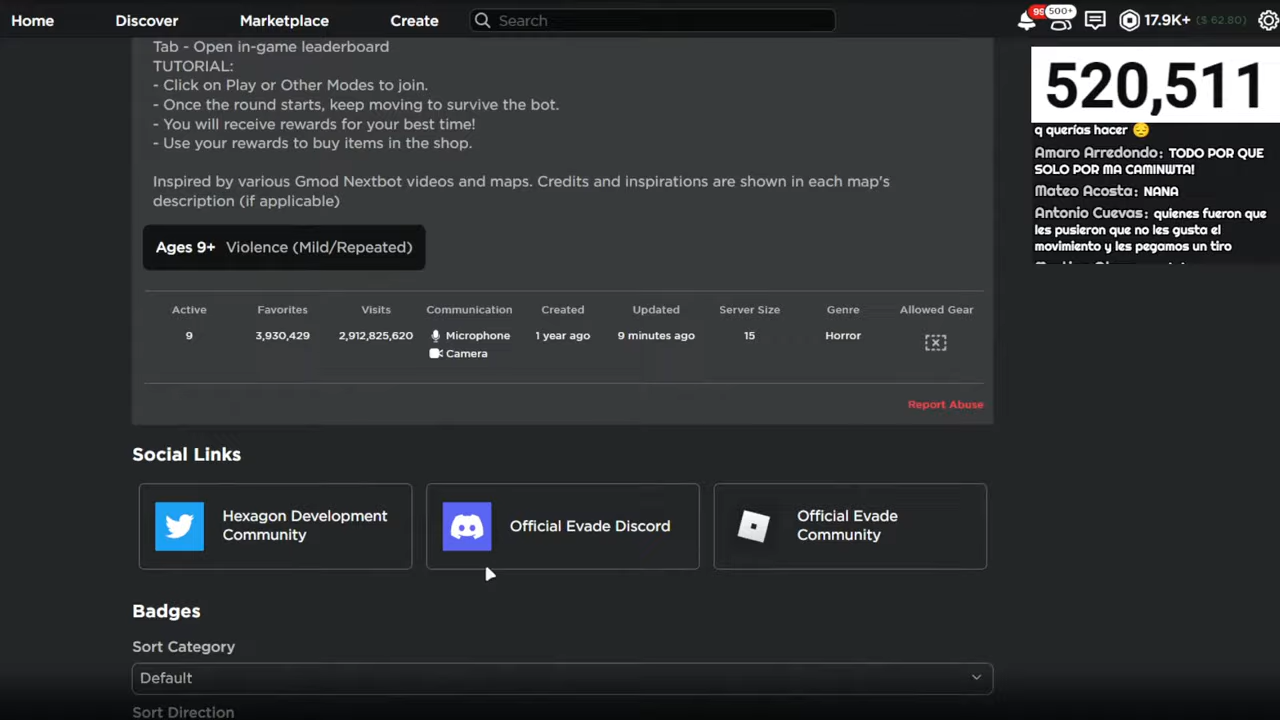 Home Discover Marketplace Create Search 99 500+ 17.9K+ ($ 62.80)
Tab - Open in-game leaderboard
TUTORIAL:
- Click on Play or Other Modes to join.
- Once the round starts, keep moving to survive the bot.
- You will receive rewards for your best time!
- Use your rewards to buy items in the shop.
Inspired by various Gmod Nextbot videos and maps. Credits and inspirations are shown in each map's
description (if applicable)
Ages 9+ Violence (Mild/Repeated)
Active Favorites Visits Communication Created Updated Server Size Genre Allowed Gear
9 3,930,429 2,912,825,620 Microphone 1 year ago 9 minutes ago 15 Horror
Camera
Report Abuse
Social Links
Hexagon Development
Community
Official Evade Discord
Official Evade
Community
Badges
Sort Category
Default
Sort Direction
520,511
q querías hacer 😔
Amaro Arredondo: TODO POR QUE
SOLO POR MA CAMINWTA!
Mateo Acosta: NANA
Antonio Cuevas: quienes fueron que
les pusieron que no les gusta el
movimiento y les pegamos un tiro